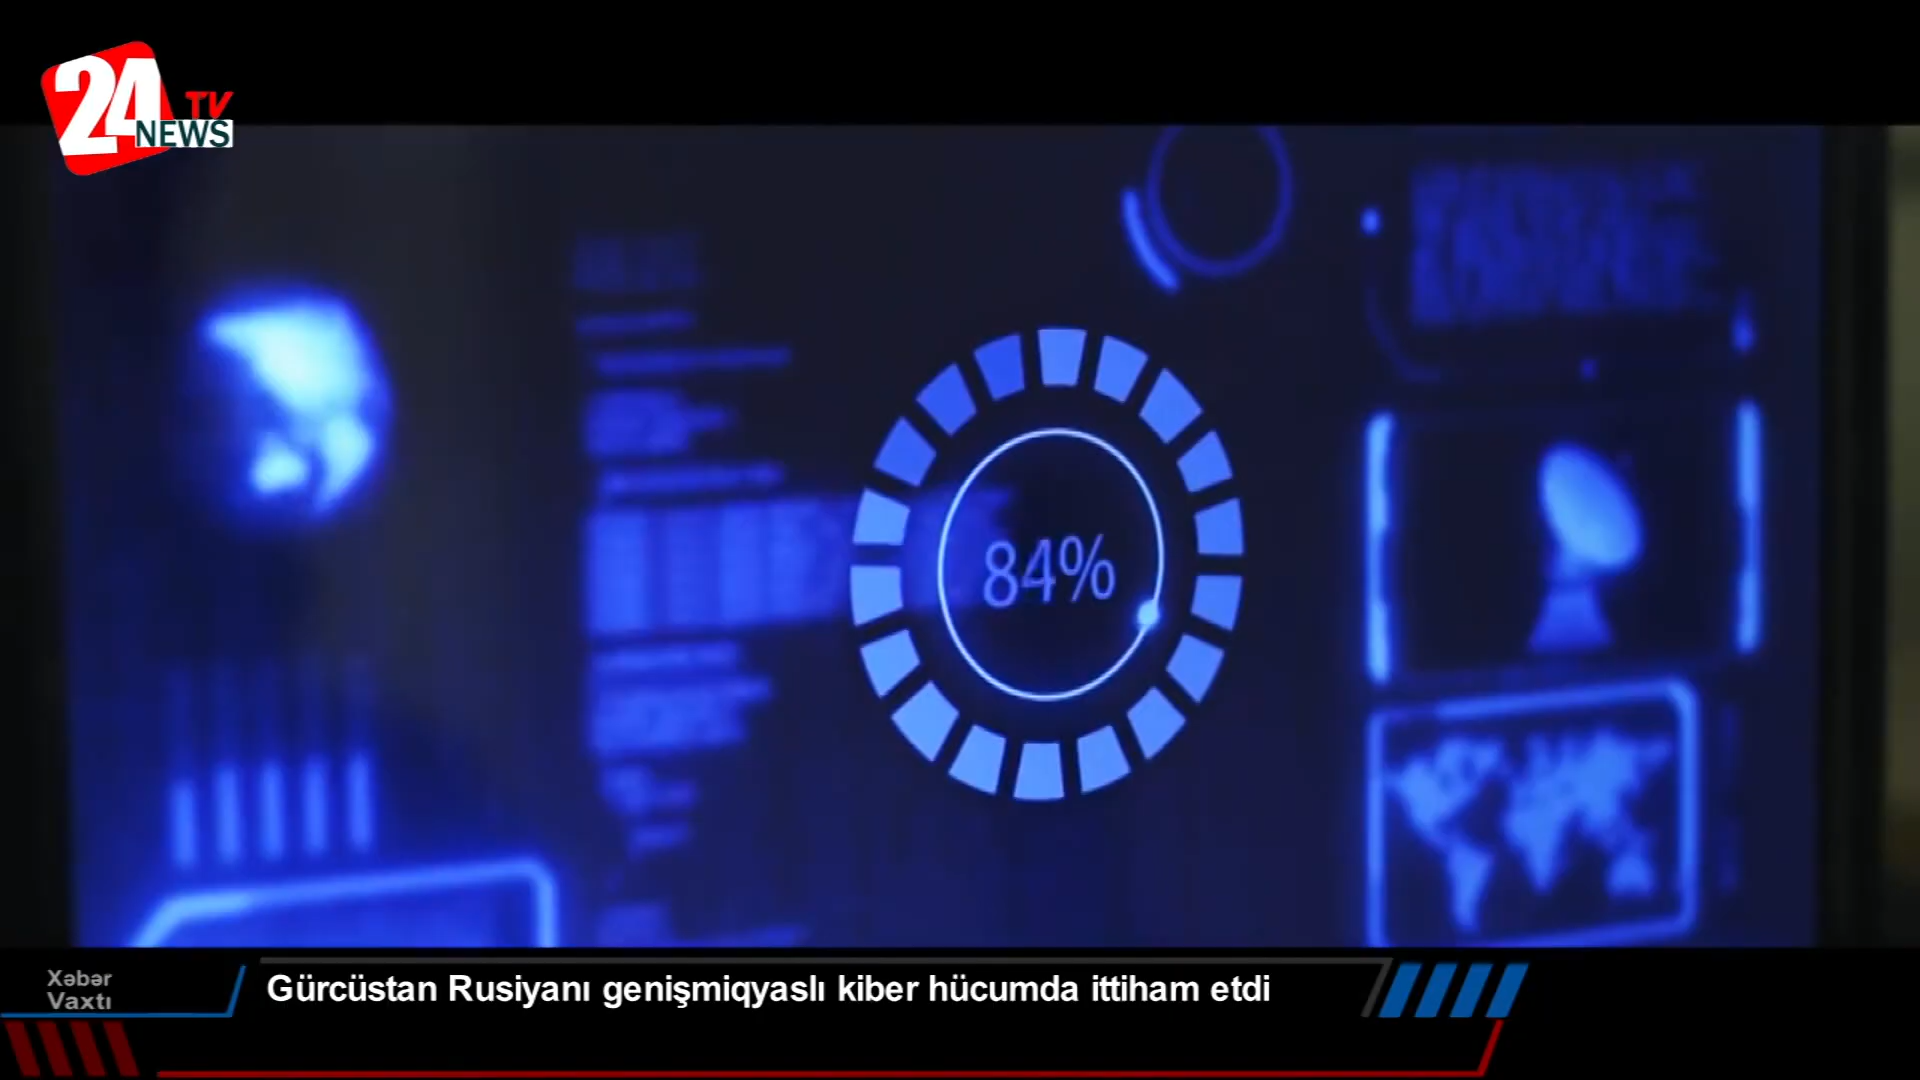 24 TV
NEWS
84%
Xəbər
Vaxtı
Gürcüstan Rusiyanı genişmiqyaslı kiber hücumda ittiham etdi